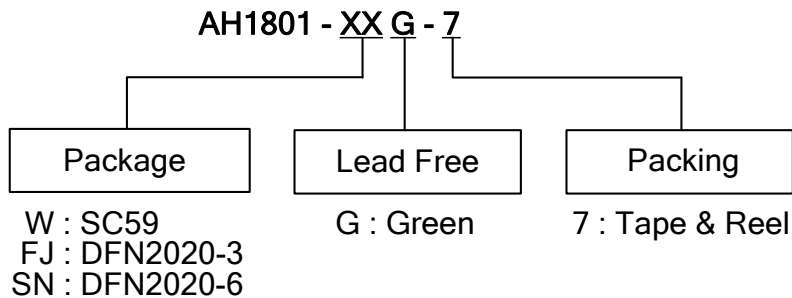 AH1801 - XX G - 7
Package
Lead Free
Packing
W : SC59
G : Green
7 : Tape & Reel
FJ : DFN2020-3
SN : DFN2020-6